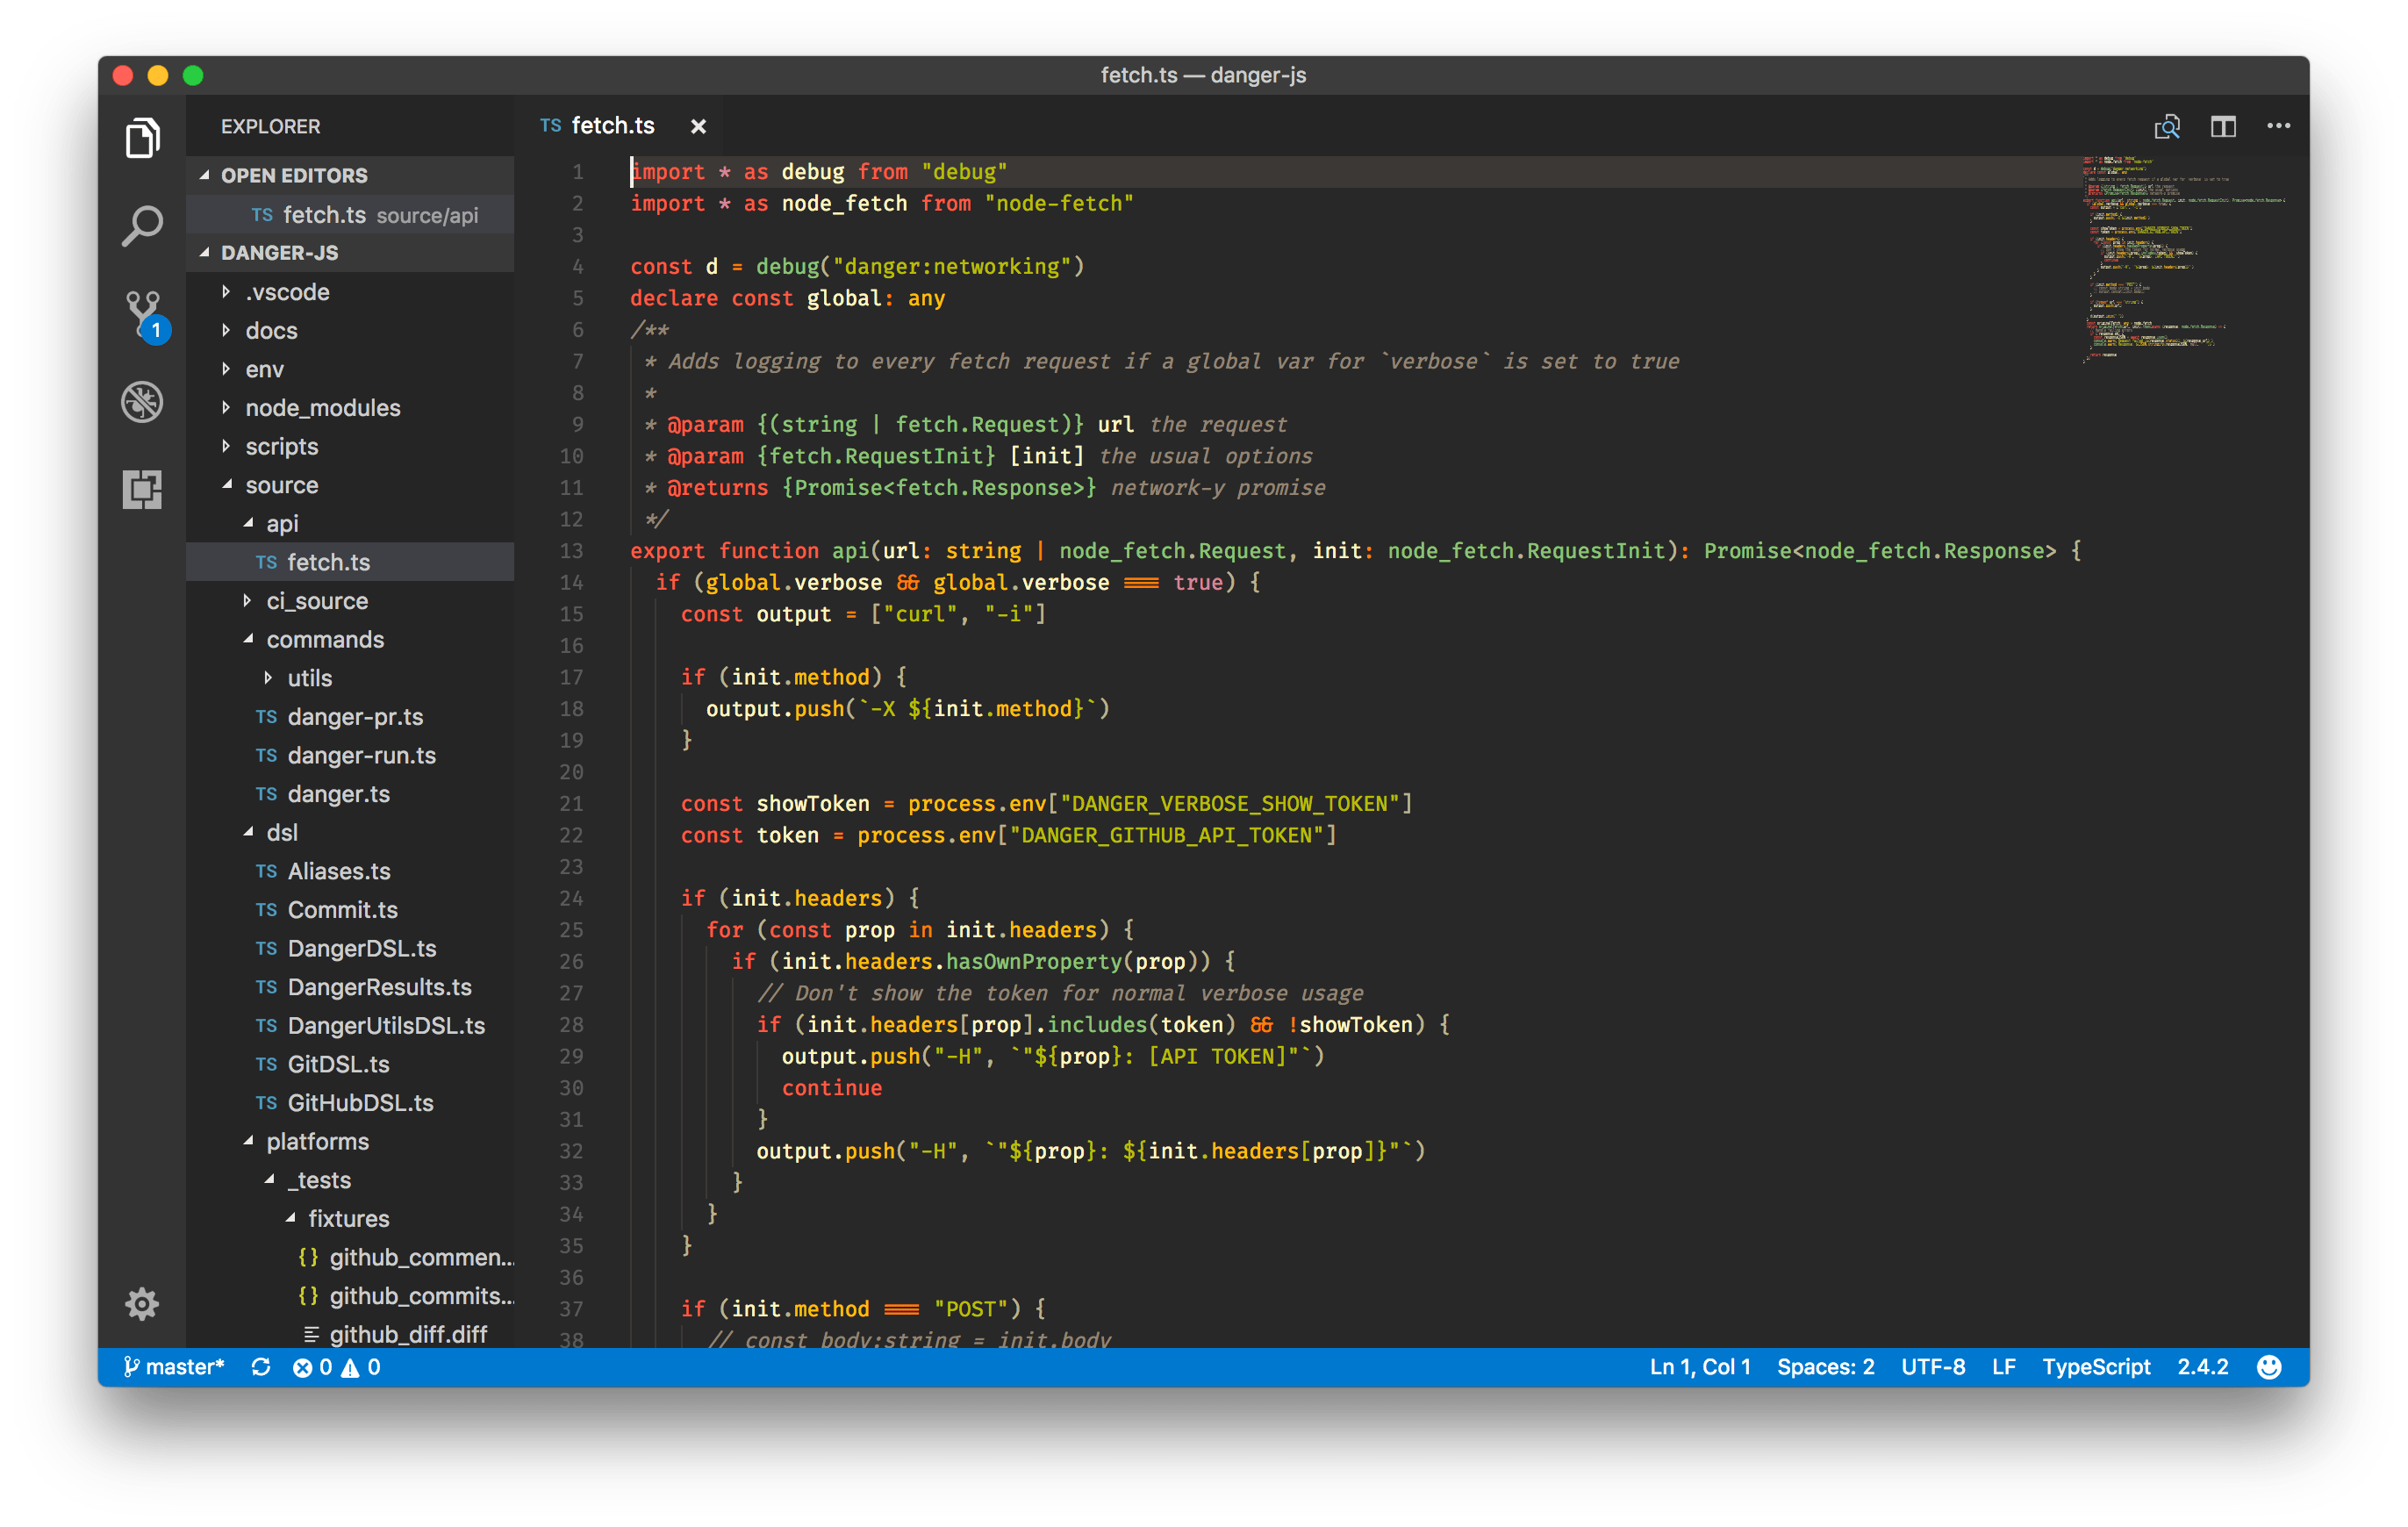 fetch.ts — danger-js
EXPLORER
OPEN EDITORS
TS fetch.ts source/api
DANGER-JS
.vscode
docs
env
node_modules
scripts
source
api
TS fetch.ts
ci_source
commands
utils
TS danger-pr.ts
TS danger-run.ts
TS danger.ts
dsl
TS Aliases.ts
TS Commit.ts
TS DangerDSL.ts
TS DangerResults.ts
TS DangerUtilsDSL.ts
TS GitDSL.ts
TS GitHubDSL.ts
platforms
_tests
fixtures
{} github_commen...
{} github_commits...
github_diff.diff
1
TS fetch.ts ×
1 import * as debug from "debug"
2 import * as node_fetch from "node-fetch"
3
4 const d = debug("danger:networking")
5 declare const global: any
6 /**
7 * Adds logging to every fetch request if a global var for `verbose` is set to true
8 *
9 * @param {(string | fetch.Request)} url the request
10 * @param {fetch.RequestInit} [init] the usual options
11 * @returns {Promise<fetch.Response>} network-y promise
12 */
13 export function api(url: string | node_fetch.Request, init: node_fetch.RequestInit): Promise<node_fetch.Response> {
14 if (global.verbose && global.verbose === true) {
15 const output = ["curl", "-i"]
16
17 if (init.method) {
18 output.push(`-X ${init.method}`)
19 }
20
21 const showToken = process.env["DANGER_VERBOSE_SHOW_TOKEN"]
22 const token = process.env["DANGER_GITHUB_API_TOKEN"]
23
24 if (init.headers) {
25 for (const prop in init.headers) {
26 if (init.headers.hasOwnProperty(prop)) {
27 // Don't show the token for normal verbose usage
28 if (init.headers[prop].includes(token) && !showToken) {
29 output.push("-H", `"${prop}: [API TOKEN]"`)
30 continue
31 }
32 output.push("-H", `"${prop}: ${init.headers[prop]}"`)
33 }
34 }
35 }
36
37 if (init.method === "POST") {
38 // const body:string = init.body
master* 0 0
Ln 1, Col 1 Spaces: 2 UTF-8 LF TypeScript 2.4.2